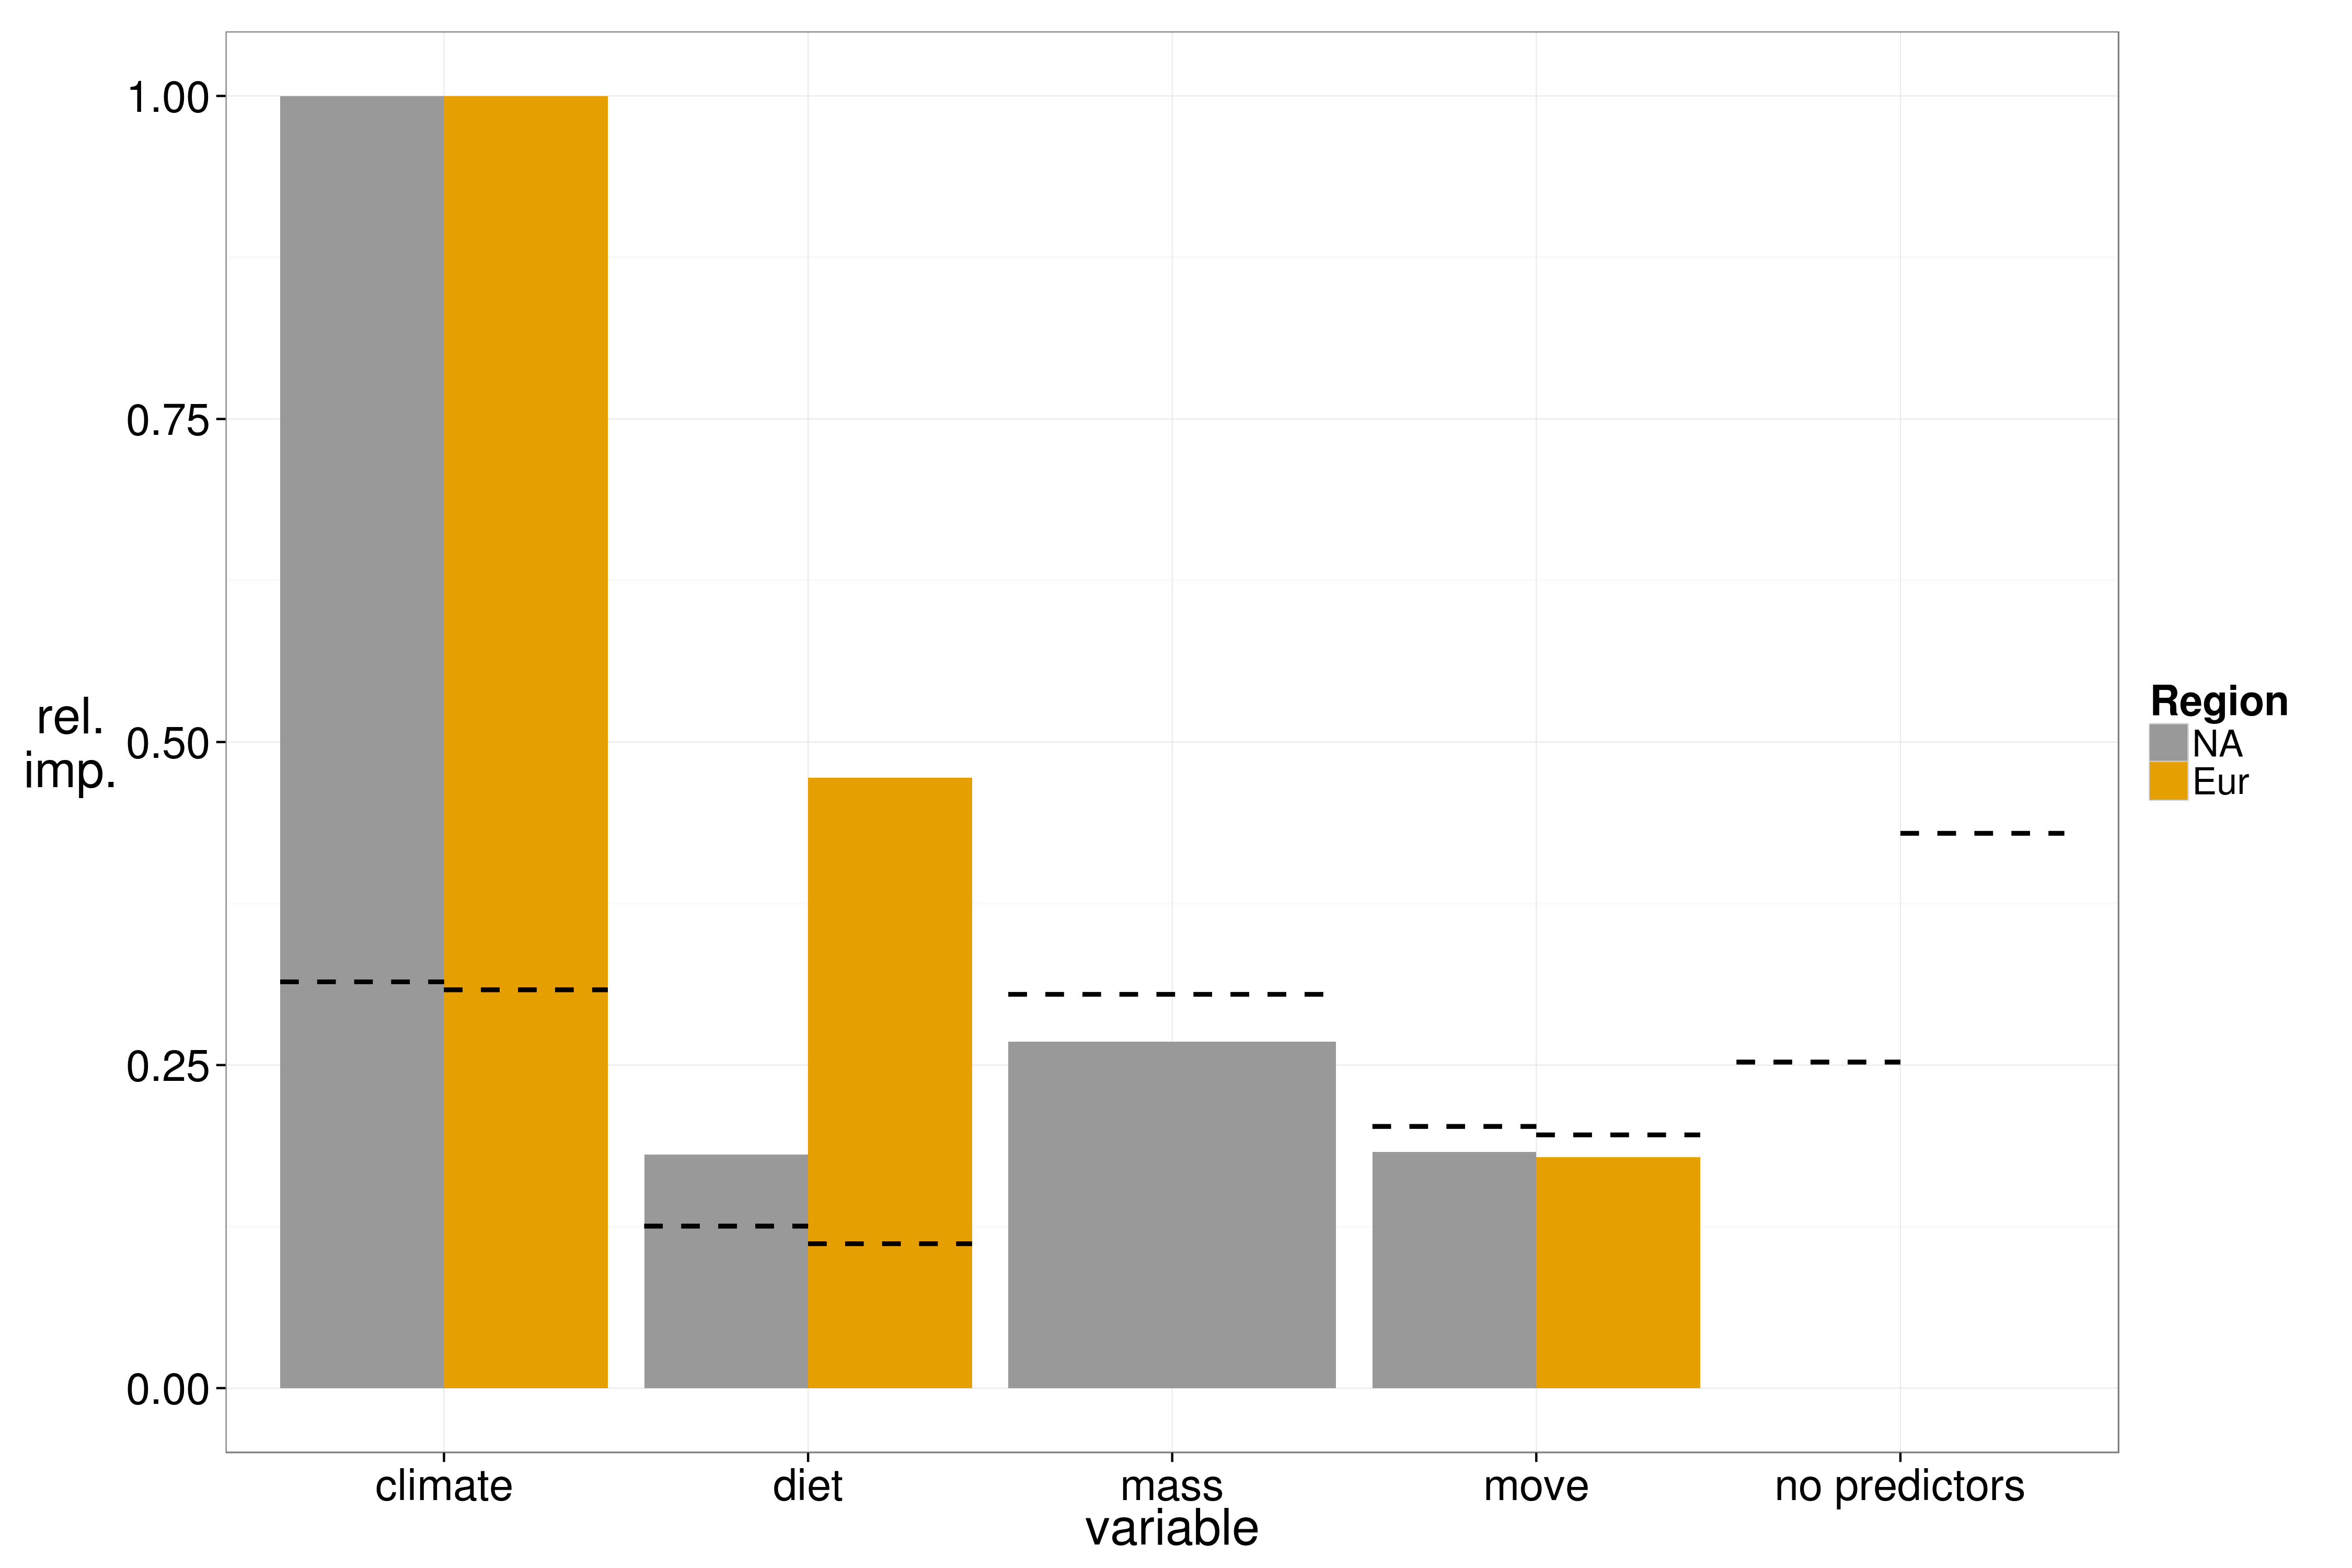 1.00
0.75
0.50
0.25
0.00
rel.
imp.
climate diet mass move no predictors
variable
Region
NA
Eur